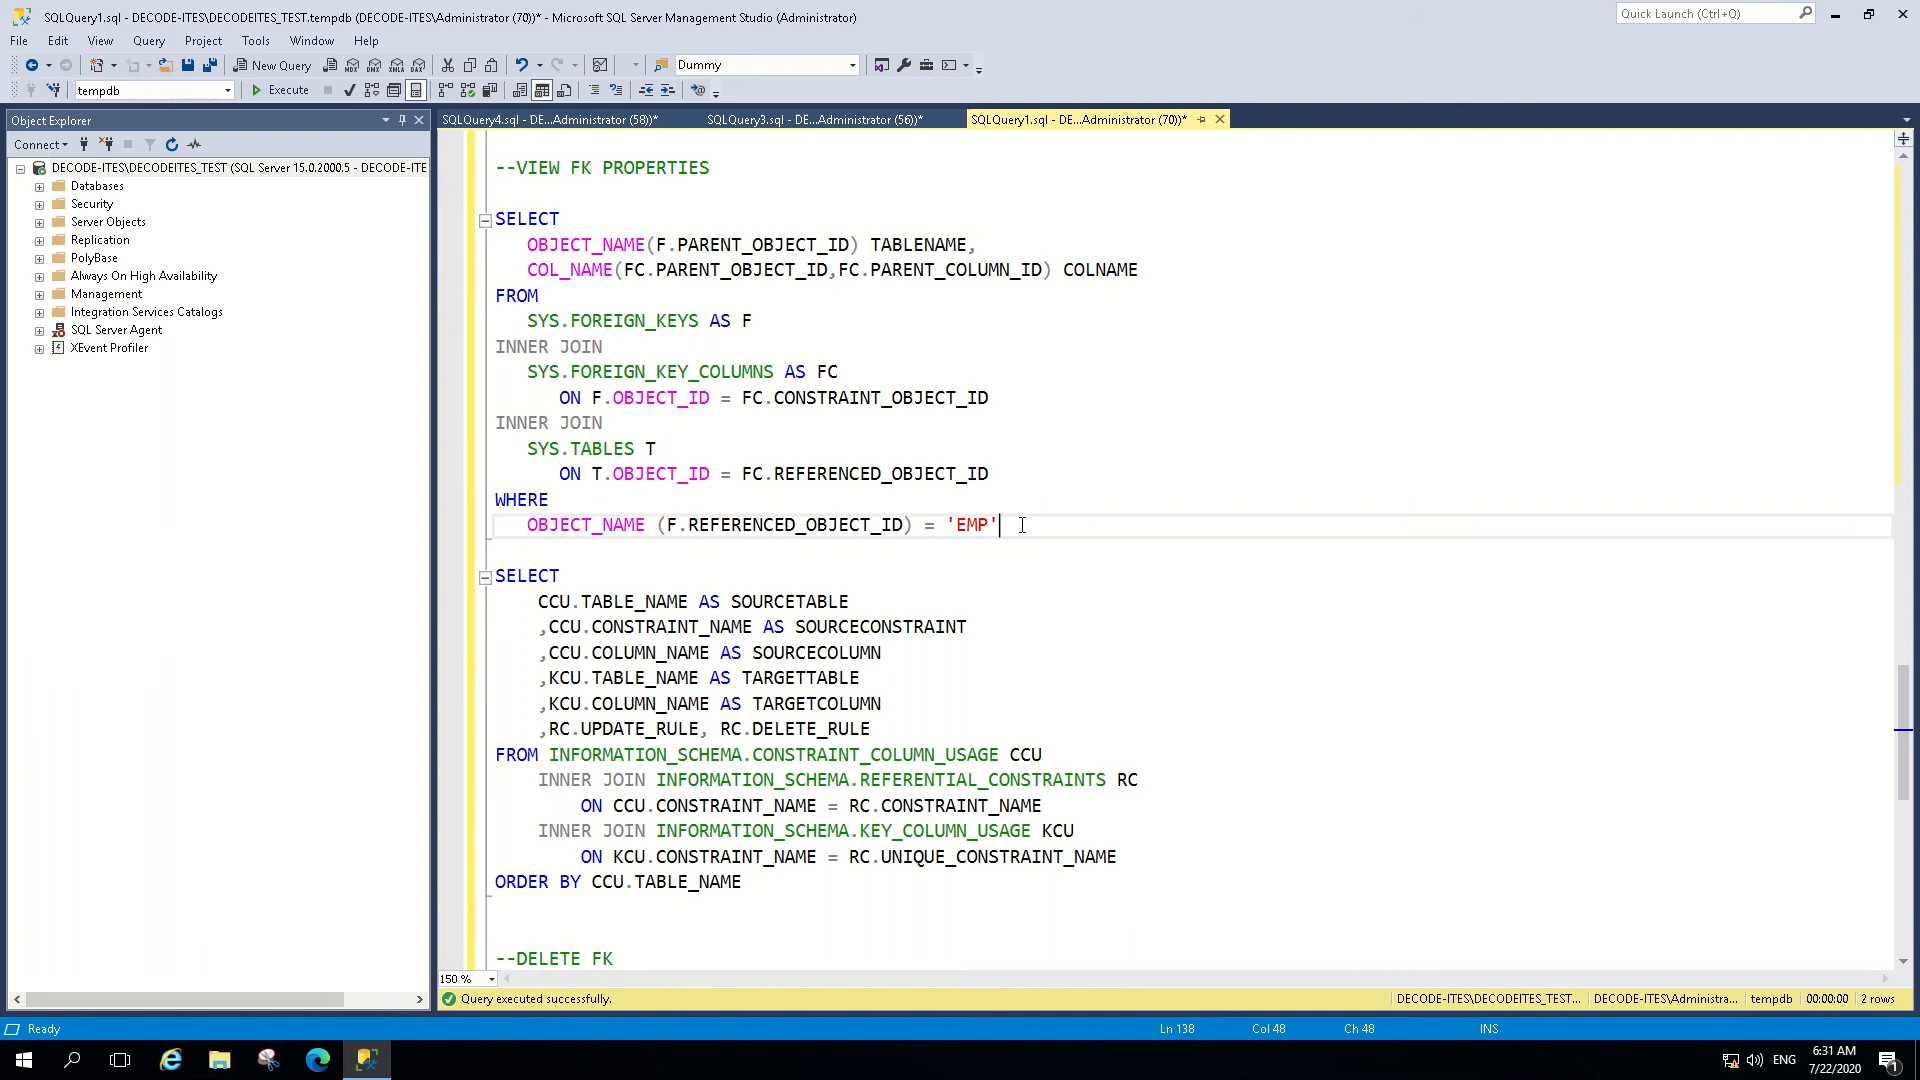 SQLQuery1.sql - DECODE-ITES\DECODEITES_TEST.tempdb (DECODE-ITES\Administrator (70))* - Microsoft SQL Server Management Studio (Administrator)
Quick Launch (Ctrl+Q)
File Edit View Query Project Tools Window Help
New Query
MDX
DMX
XMLA
DAX
Dummy
tempdb
Execute
Object Explorer
SQLQuery4.sql - DE...Administrator (58))*
SQLQuery3.sql - DE...Administrator (56))*
SQLQuery1.sql - DE...Administrator (70))*
Connect
DECODE-ITES\DECODEITES_TEST (SQL Server 15.0.2000.5 - DECODE-ITE
Databases
Security
Server Objects
Replication
PolyBase
Always On High Availability
Management
Integration Services Catalogs
SQL Server Agent
XEvent Profiler
--VIEW FK PROPERTIES
SELECT
OBJECT_NAME(F.PARENT_OBJECT_ID) TABLENAME,
COL_NAME(FC.PARENT_OBJECT_ID,FC.PARENT_COLUMN_ID) COLNAME
FROM
SYS.FOREIGN_KEYS AS F
INNER JOIN
SYS.FOREIGN_KEY_COLUMNS AS FC
ON F.OBJECT_ID = FC.CONSTRAINT_OBJECT_ID
INNER JOIN
SYS.TABLES T
ON T.OBJECT_ID = FC.REFERENCED_OBJECT_ID
WHERE
OBJECT_NAME (F.REFERENCED_OBJECT_ID) = 'EMP'
SELECT
CCU.TABLE_NAME AS SOURCETABLE
,CCU.CONSTRAINT_NAME AS SOURCECONSTRAINT
,CCU.COLUMN_NAME AS SOURCECOLUMN
,KCU.TABLE_NAME AS TARGETTABLE
,KCU.COLUMN_NAME AS TARGETCOLUMN
,RC.UPDATE_RULE, RC.DELETE_RULE
FROM INFORMATION_SCHEMA.CONSTRAINT_COLUMN_USAGE CCU
INNER JOIN INFORMATION_SCHEMA.REFERENTIAL_CONSTRAINTS RC
ON CCU.CONSTRAINT_NAME = RC.CONSTRAINT_NAME
INNER JOIN INFORMATION_SCHEMA.KEY_COLUMN_USAGE KCU
ON KCU.CONSTRAINT_NAME = RC.UNIQUE_CONSTRAINT_NAME
ORDER BY CCU.TABLE_NAME
--DELETE FK
150 %
Query executed successfully.
DECODE-ITES\DECODEITES_TEST... DECODE-ITES\Administra... tempdb 00:00:00 2 rows
Ready
Ln 138 Col 48 Ch 48 INS
ENG
6:31 AM
7/22/2020
1